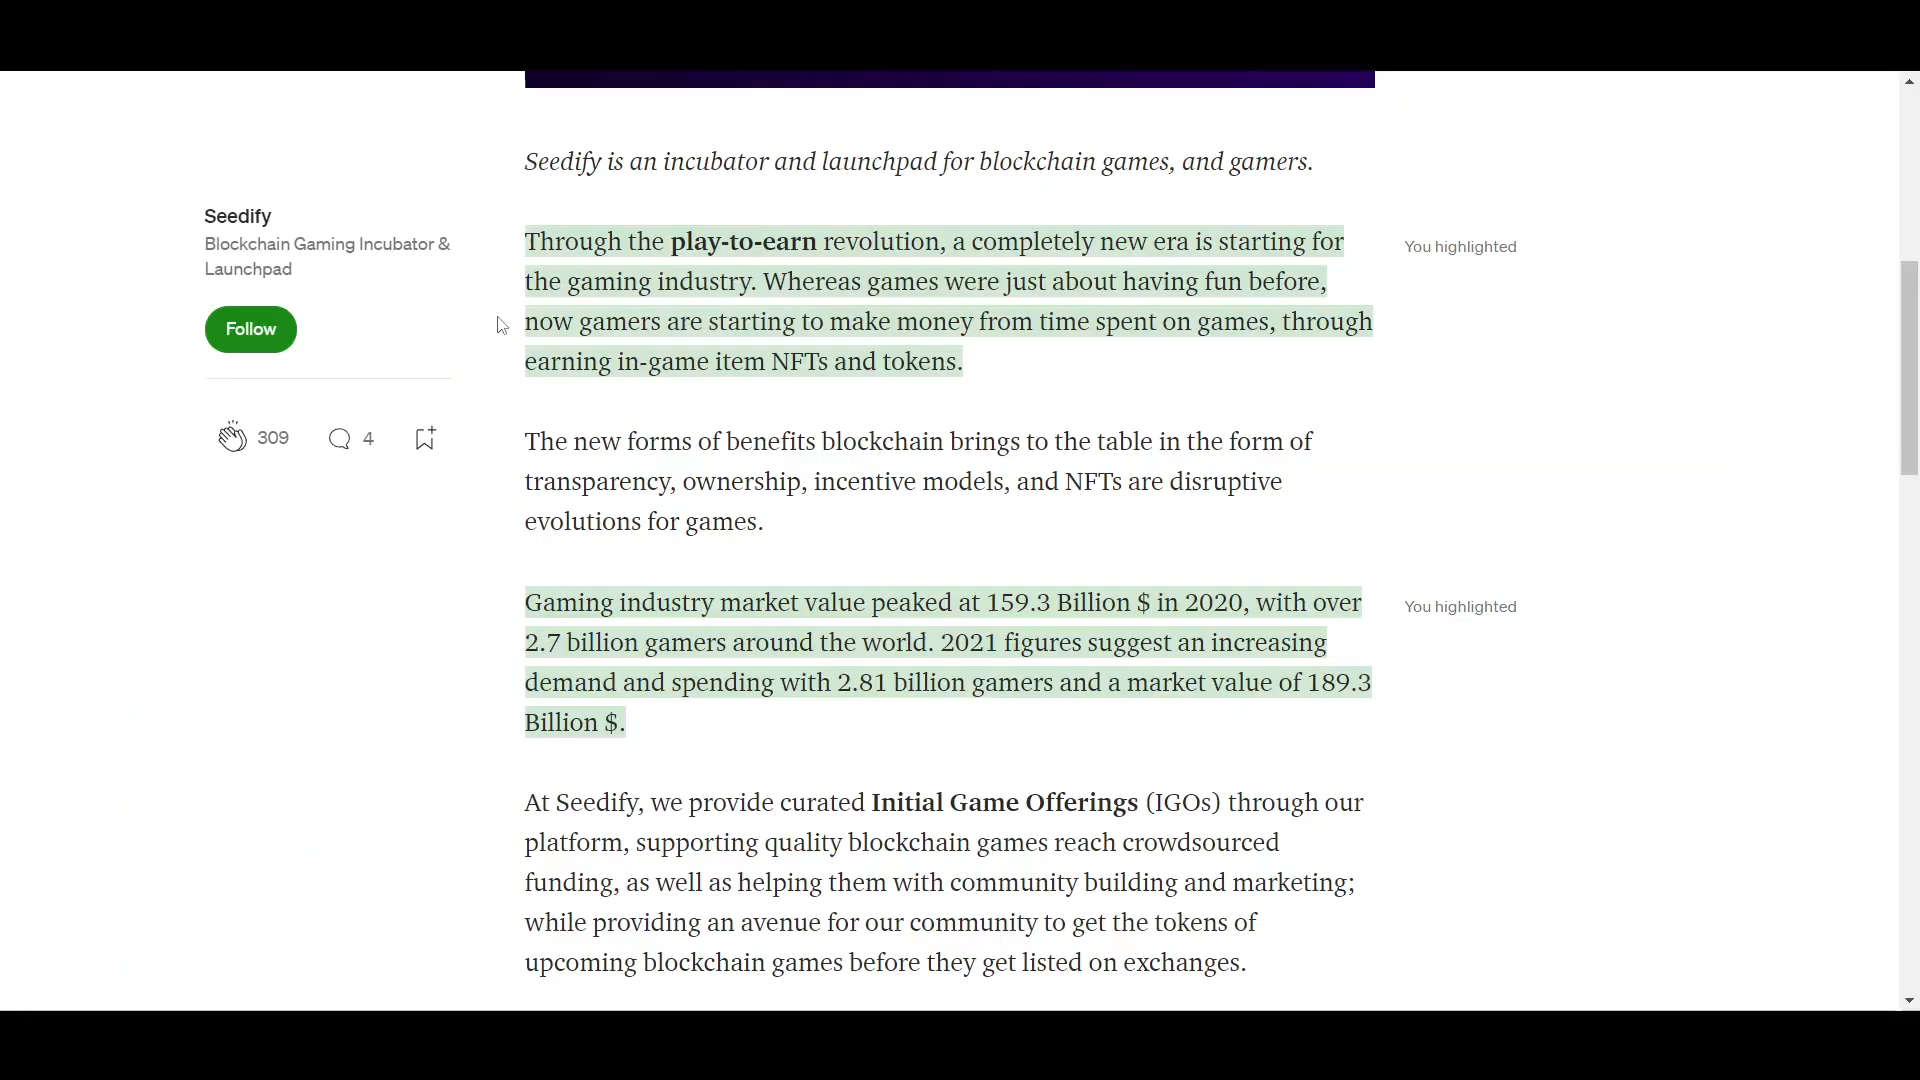 Seedify is an incubator and launchpad for blockchain games, and gamers.
Seedify
Blockchain Gaming Incubator &
Launchpad
Follow
309
4
Through the play-to-earn revolution, a completely new era is starting for
the gaming industry. Whereas games were just about having fun before,
now gamers are starting to make money from time spent on games, through
earning in-game item NFTs and tokens.
You highlighted
The new forms of benefits blockchain brings to the table in the form of
transparency, ownership, incentive models, and NFTs are disruptive
evolutions for games.
Gaming industry market value peaked at 159.3 Billion $ in 2020, with over
2.7 billion gamers around the world. 2021 figures suggest an increasing
demand and spending with 2.81 billion gamers and a market value of 189.3
Billion $.
You highlighted
At Seedify, we provide curated Initial Game Offerings (IGOs) through our
platform, supporting quality blockchain games reach crowdsourced
funding, as well as helping them with community building and marketing;
while providing an avenue for our community to get the tokens of
upcoming blockchain games before they get listed on exchanges.